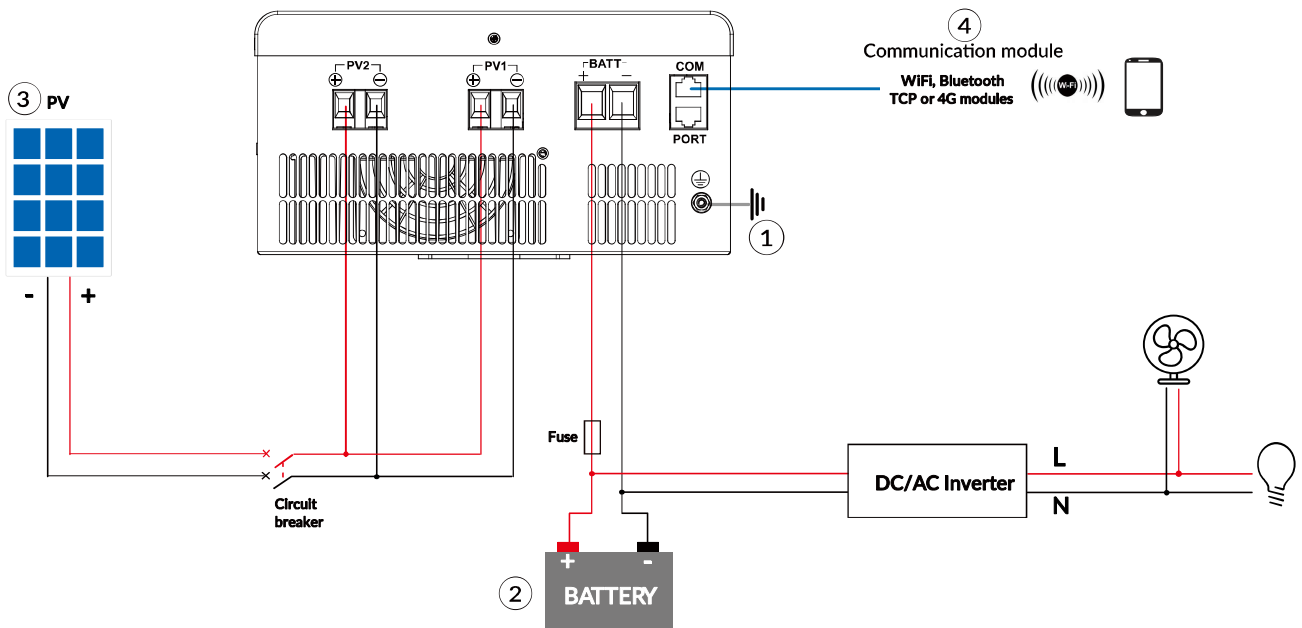 4
Communication module
WiFi, Bluetooth
TCP or 4G modules
Wi-Fi
3 PV
- +
PV2
+ -
PV1
+ -
BATT
+ -
COM
PORT
1
Circuit
breaker
Fuse
DC/AC Inverter
L
N
2
+ -
BATTERY